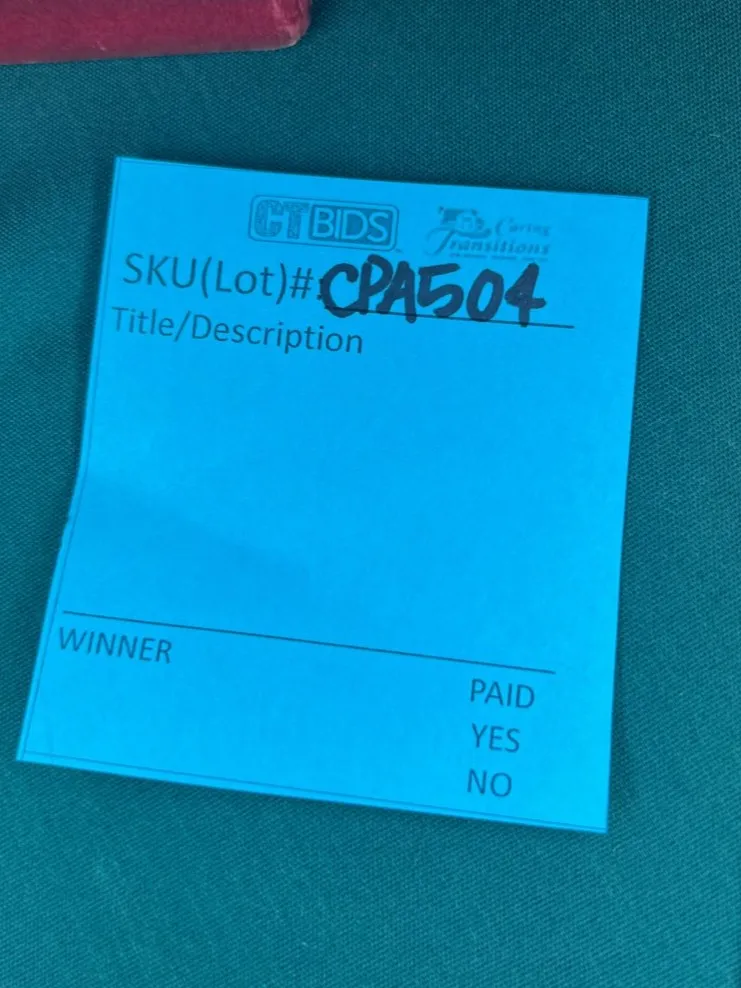 CTBIDS
Caring
Transitions
SKU(Lot)#:CPA504
Title/Description
WINNER
PAID
YES
NO